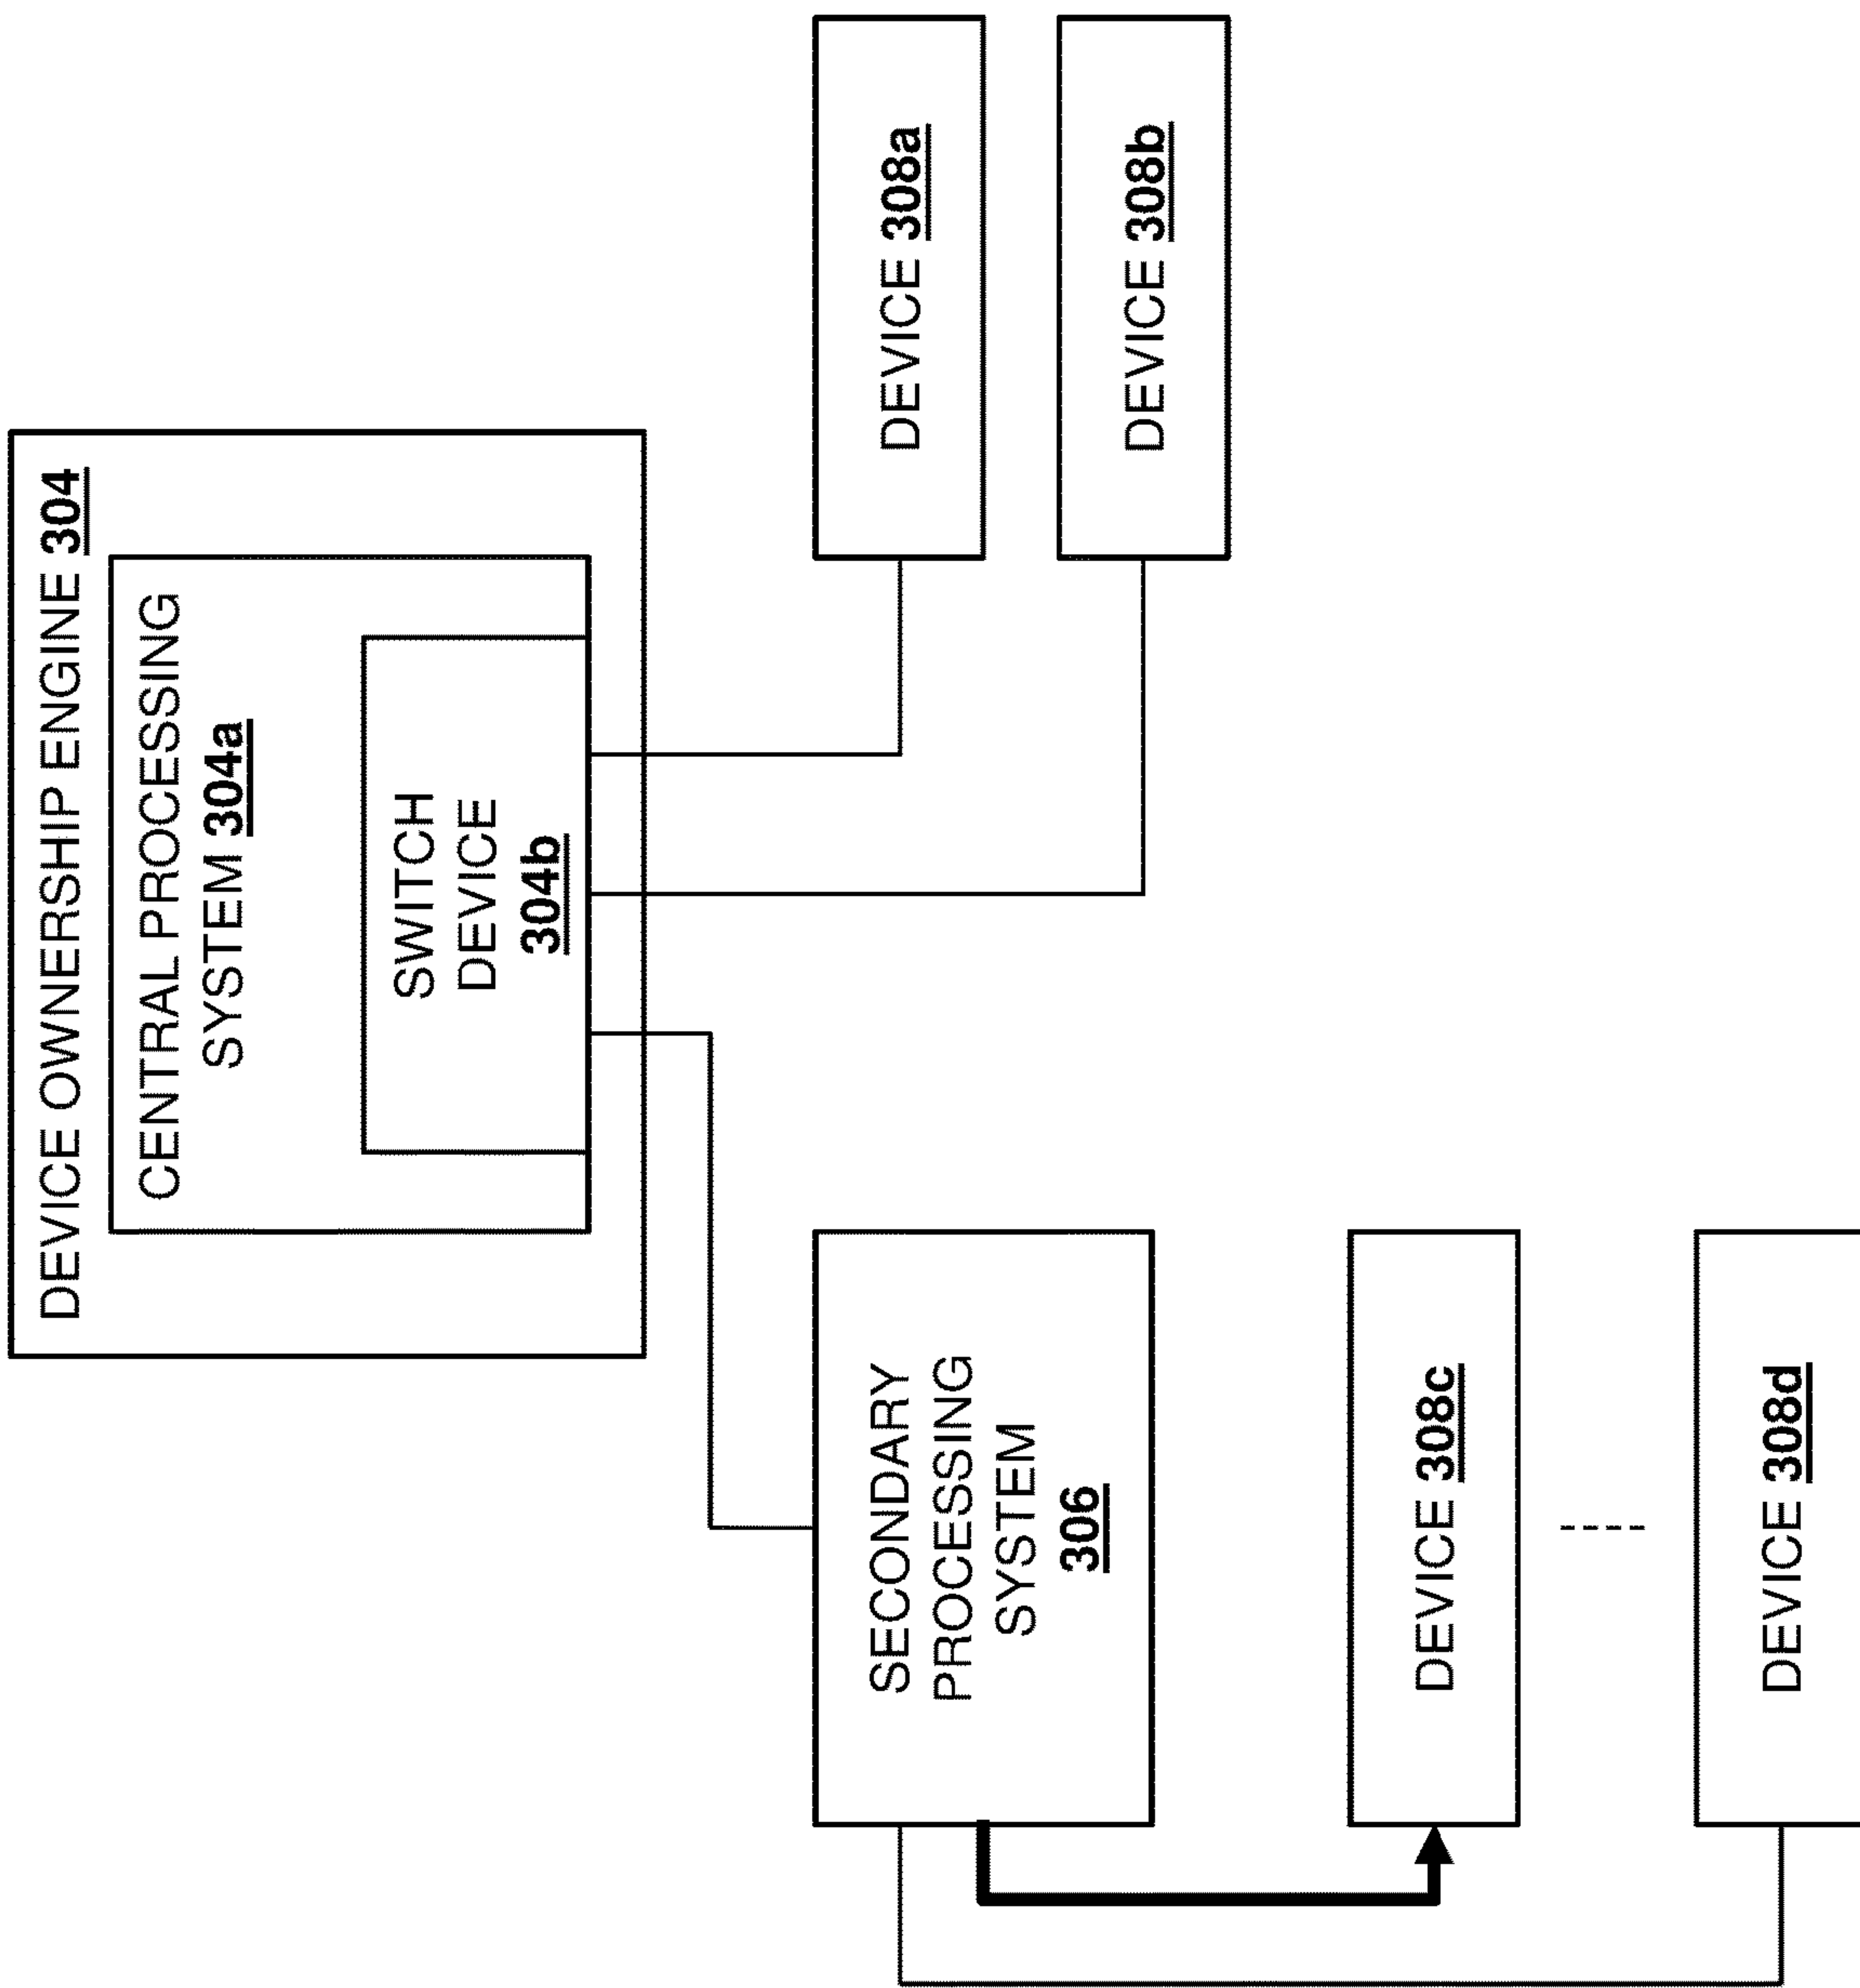 DEVICE OWNERSHIP ENGINE 304
CENTRAL PROCESSING
SYSTEM 304a
SWITCH
DEVICE
304b
SECONDARY
PROCESSING
SYSTEM
306
DEVICE 308a
DEVICE 308b
DEVICE 308c
DEVICE 308d